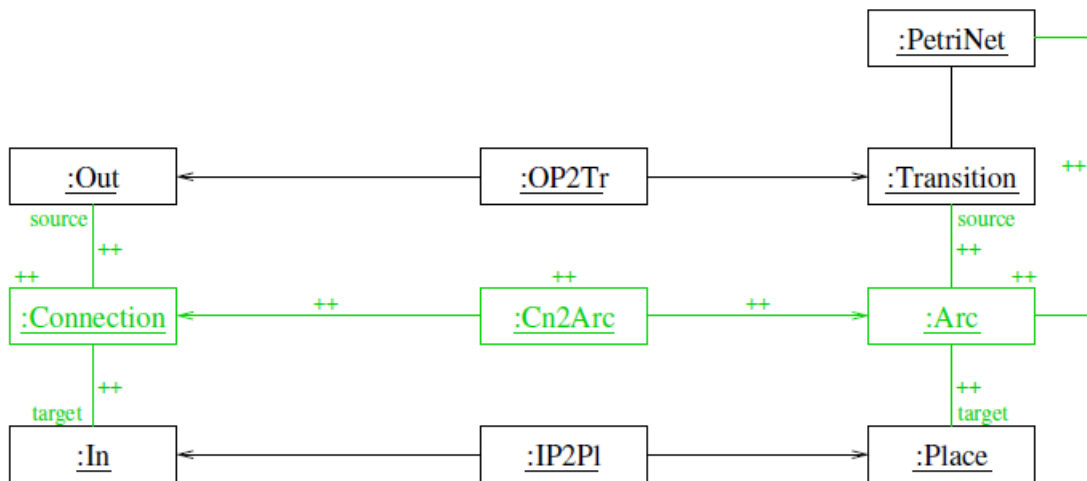 :PetriNet
:Out
:OP2Tr
:Transition
++
source
source
++
++
++
++
++
++
++
:Connection
:Cn2Arc
:Arc
++
++
target
target
:In
:IP2Pl
:Place